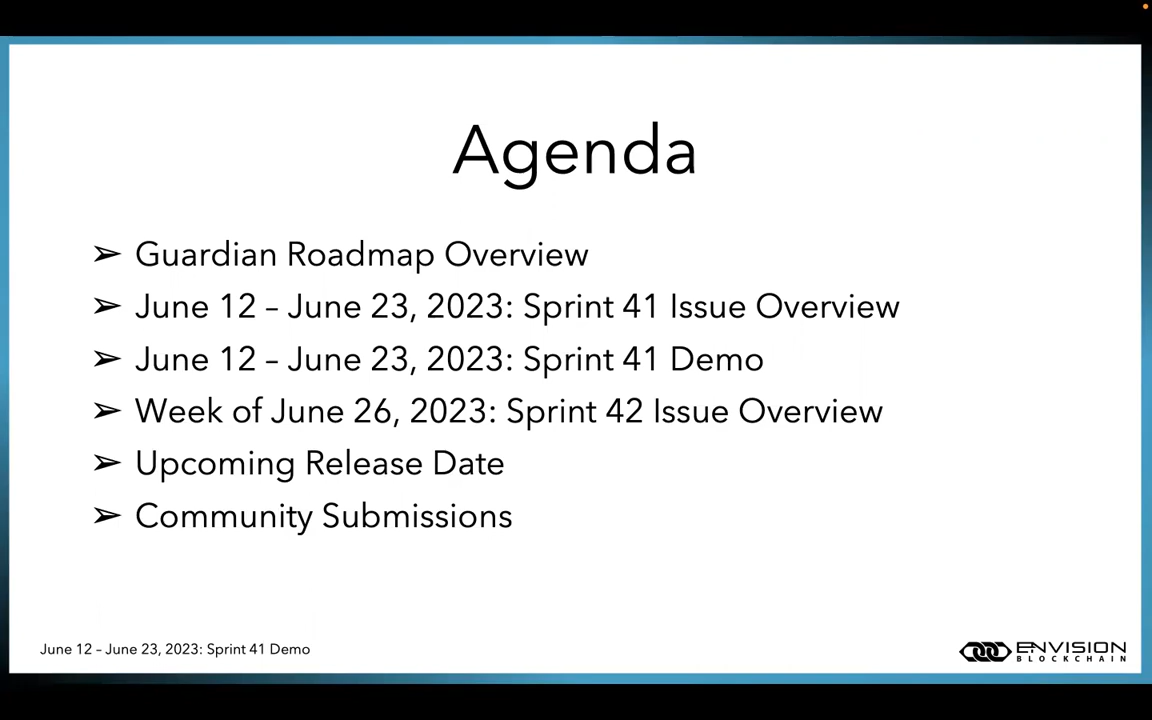 Agenda
➢ Guardian Roadmap Overview
➢ June 12 – June 23, 2023: Sprint 41 Issue Overview
➢ June 12 – June 23, 2023: Sprint 41 Demo
➢ Week of June 26, 2023: Sprint 42 Issue Overview
➢ Upcoming Release Date
➢ Community Submissions
June 12 – June 23, 2023: Sprint 41 Demo
ENVISION
BLOCKCHAIN